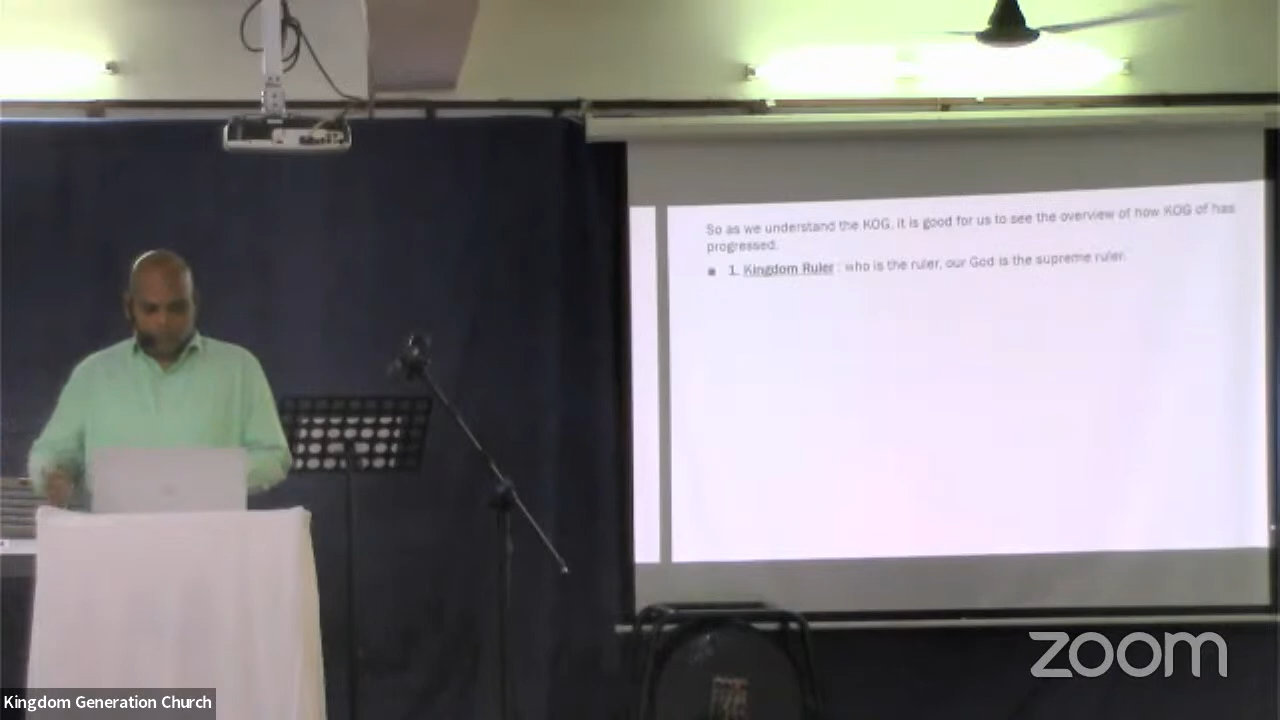 So as we understand the KOG, it is good for us to see the overview of how KOG of has
progressed.
1. Kingdom Ruler : who is the ruler, our God is the supreme ruler.
zoom
Kingdom Generation Church